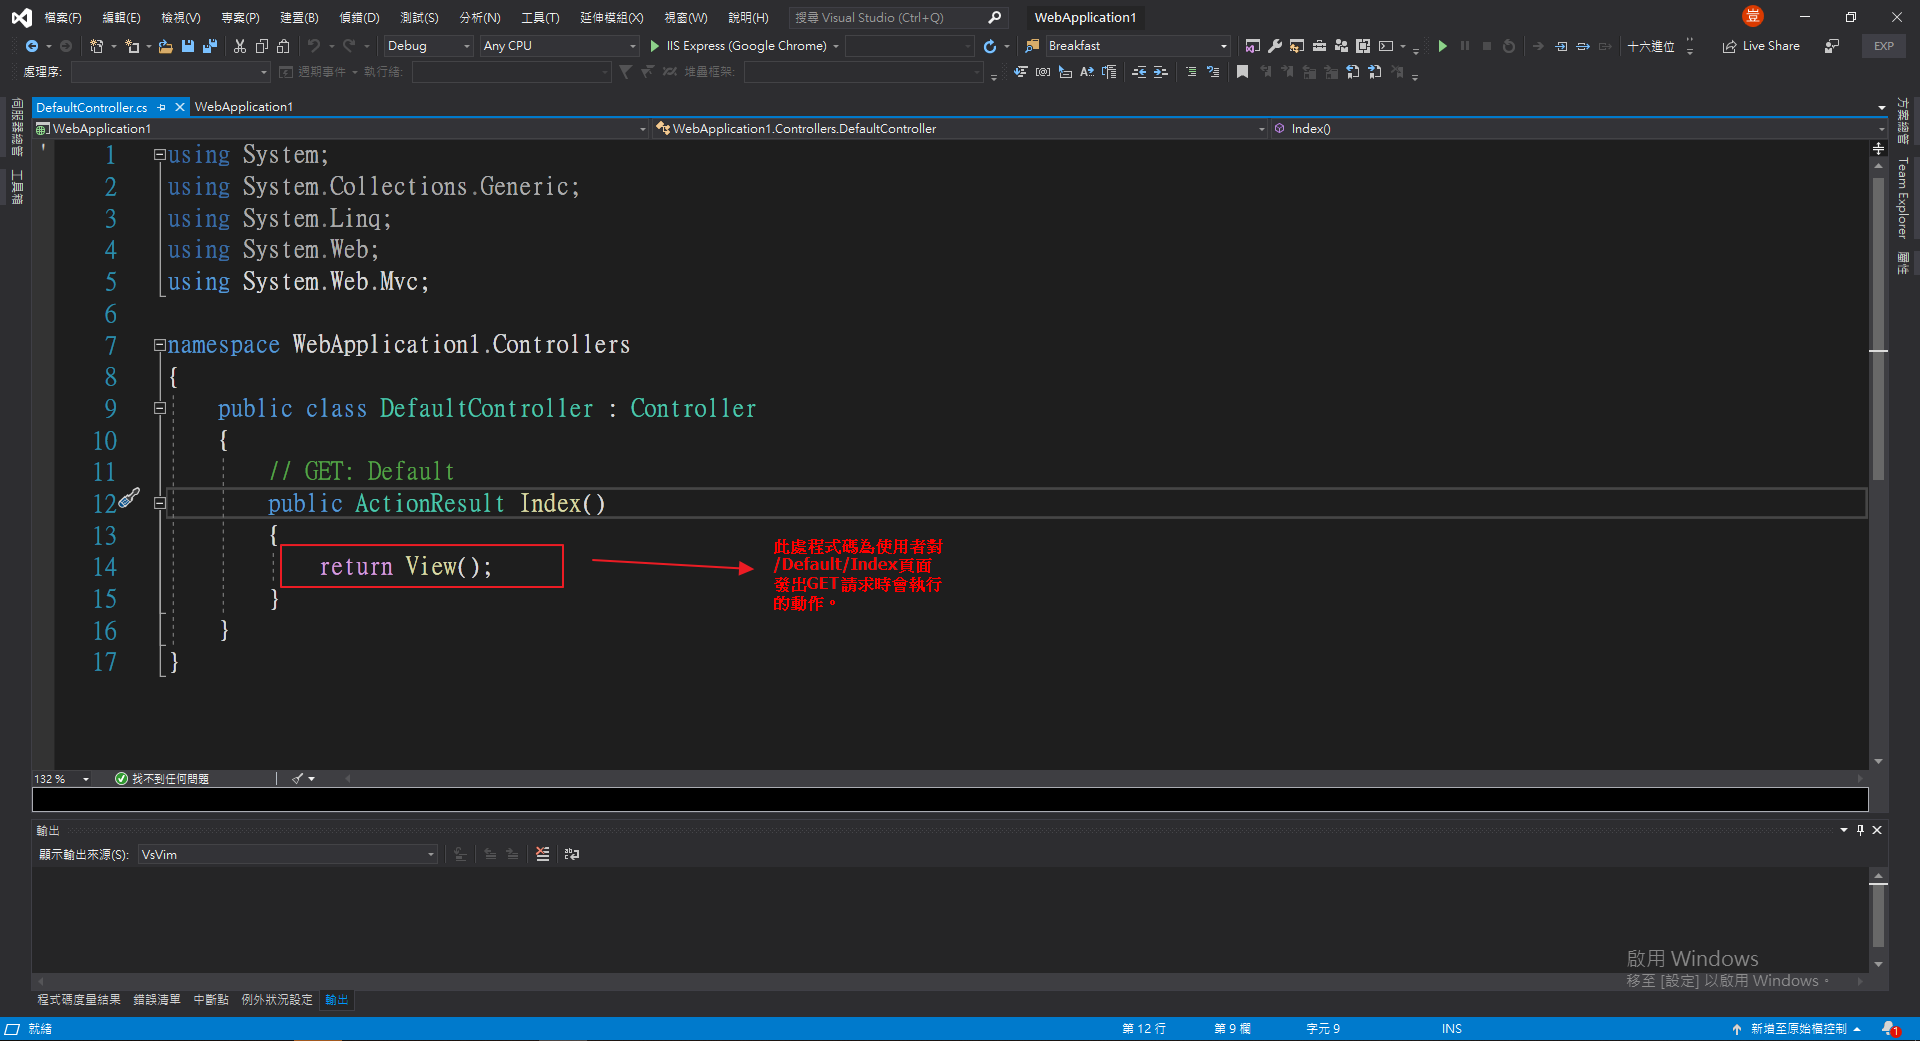 檔案(F) 編輯(E) 檢視(V) 專案(P) 建置(B) 偵錯(D) 測試(S) 分析(N) 工具(T) 延伸模組(X) 視窗(W) 說明(H) 搜尋 Visual Studio (Ctrl+Q) WebApplication1 壹
Debug Any CPU IIS Express (Google Chrome) Breakfast 十六進位 Live Share EXP
處理序: 週期事件 執行緒: 堆疊框架:
DefaultController.cs WebApplication1
WebApplication1 WebApplication1.Controllers.DefaultController Index()
伺服器總管
工具箱
方案總管
Team Explorer
屬性
1 using System;
2 using System.Collections.Generic;
3 using System.Linq;
4 using System.Web;
5 using System.Web.Mvc;
6
7 namespace WebApplication1.Controllers
8 {
9 public class DefaultController : Controller
10 {
11 // GET: Default
12 public ActionResult Index()
13 {
14 return View();
15 }
16 }
17 }
此處程式碼為使用者對
/Default/Index頁面
發出GET請求時會執行
的動作。
132 % 找不到任何問題
輸出
顯示輸出來源(S): VsVim
啟用 Windows
移至 [設定] 以啟用 Windows。
程式碼度量結果 錯誤清單 中斷點 例外狀況設定 輸出
就緒 第 12 行 第 9 欄 字元 9 INS 新增至原始檔控制 1